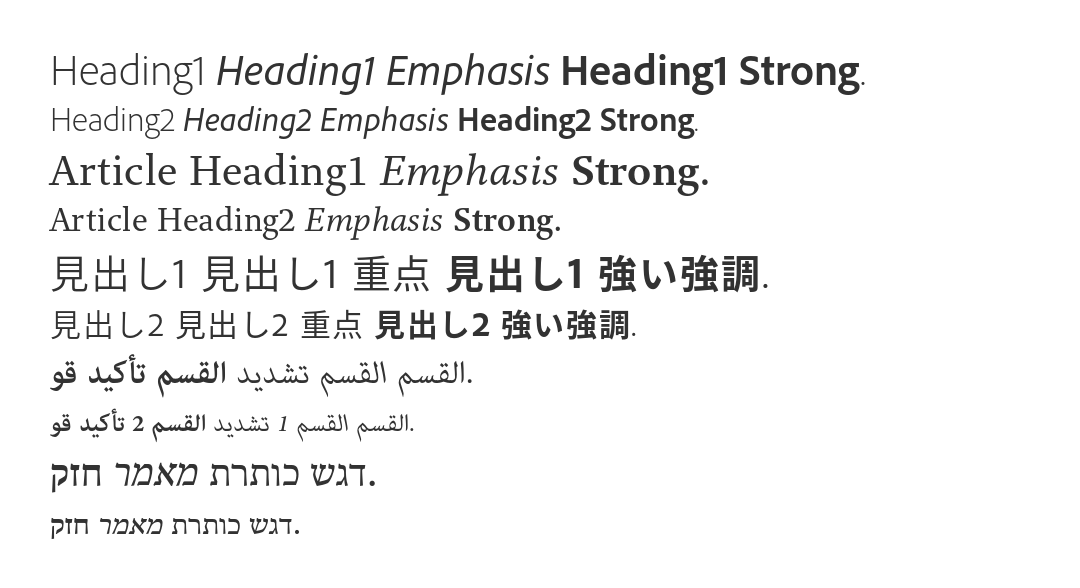 Heading1 Heading1 Emphasis Heading1 Strong.
Heading2 Heading2 Emphasis Heading2 Strong.
Article Heading1 Emphasis Strong.
Article Heading2 Emphasis Strong.
見出し1 見出し1 重点 見出し1 強い強調.
見出し2 見出し2 重点 見出し2 強い強調.
القسم القسم تشديد القسم تأكيد قو.
القسم القسم 1 تشديد القسم 2 تأكيد قو.
דגש כותרת מאמר חזק.
דגש כותרת מאמר חזק.